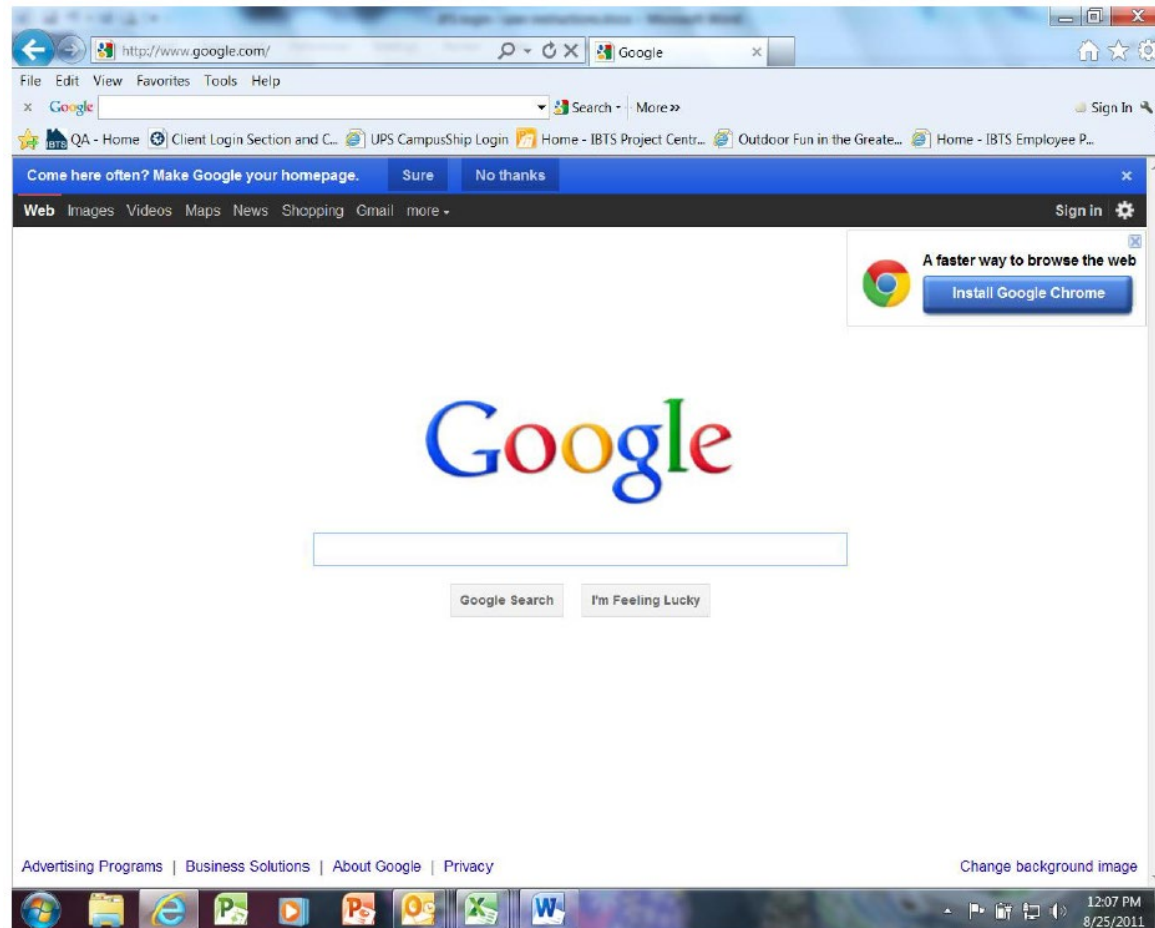 http://www.google.com/ Google
File Edit View Favorites Tools Help
Google Search More » Sign In
IBTS QA - Home Client Login Section and C... UPS CampusShip Login Home - IBTS Project Centr... Outdoor Fun in the Greate... Home - IBTS Employee P...
Come here often? Make Google your homepage. Sure No thanks
Web Images Videos Maps News Shopping Gmail more Sign in
A faster way to browse the web
Install Google Chrome
Google
Google Search I'm Feeling Lucky
Advertising Programs | Business Solutions | About Google | Privacy Change background image
12:07 PM
8/25/2011